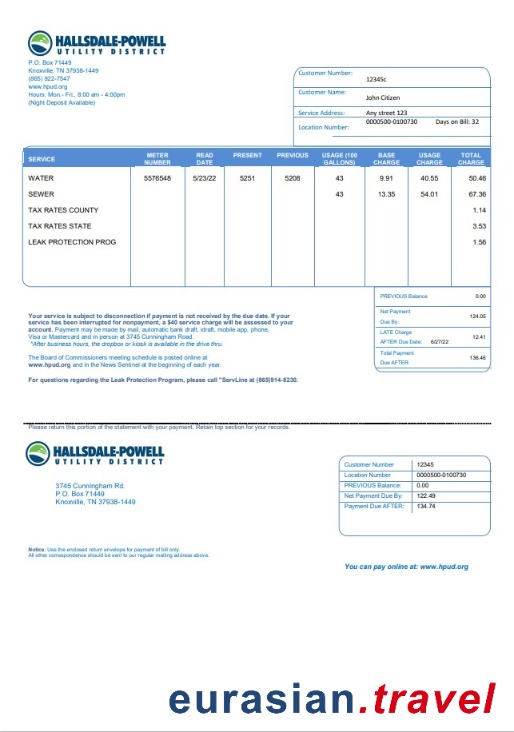 HALLSDALE-POWELL
UTILITY DISTRICT
P.O. Box 71449
Knoxville, TN 37938-1449
(865) 922-7547
www.hpud.org
Hours: Mon.- Fri., 8:00 am - 4:00pm
(Night Deposit Available)
Customer Number: 12345c
Customer Name: John Citizen
Service Address: Any street 123
Location Number: 0000500-0100730 Days on Bill: 32
SERVICE METER NUMBER READ DATE PRESENT PREVIOUS USAGE (100 GALLONS) BASE CHARGE USAGE CHARGE TOTAL CHARGE
WATER 5576548 5/23/22 5251 5208 43 9.91 40.55 50.46
SEWER 43 13.35 54.01 67.36
TAX RATES COUNTY 1.14
TAX RATES STATE 3.53
LEAK PROTECTION PROG 1.56
PREVIOUS Balance 0.00
Net Payment Due By: 124.05
LATE Charge AFTER Due Date: 6/27/22 12.41
Total Payment Due AFTER: 136.46
Your service is subject to disconnection if payment is not received by the due date. If your
service has been interrupted for nonpayment, a $40 service charge will be assessed to your
account. Payment may be made by mail, automatic bank draft, idraft, mobile app, phone,
Visa or Mastercard and in person at 3745 Cunningham Road.
*After business hours, the dropbox or kiosk is available in the drive thru.
The Board of Commissioners meeting schedule is posted online at
www.hpud.org and in the News Sentinel at the beginning of each year.
For questions regarding the Leak Protection Program, please call "ServLine at (865)914-8230.
Please return this portion of the statement with your payment. Retain top section for your records.
HALLSDALE-POWELL
UTILITY DISTRICT
3745 Cunningham Rd.
P.O. Box 71449
Knoxville, TN 37938-1449
Customer Number 12345
Location Number 0000500-0100730
PREVIOUS Balance: 0.00
Net Payment Due By: 122.49
Payment Due AFTER: 134.74
Notice: Use the enclosed return envelope for payment of bill only.
All other correspondence should be sent to our regular mailing address above.
You can pay online at: www.hpud.org
eurasian.travel